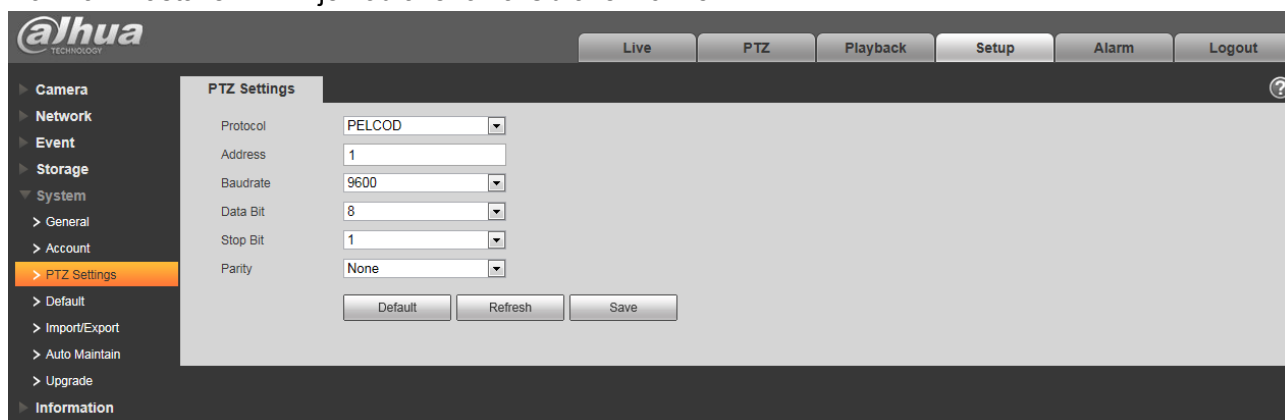 alhua
TECHNOLOGY
Live PTZ Playback Setup Alarm Logout
Camera
Network
Event
Storage
System
> General
> Account
> PTZ Settings
> Default
> Import/Export
> Auto Maintain
> Upgrade
Information
PTZ Settings
?
Protocol PELCOD
Address 1
Baudrate 9600
Data Bit 8
Stop Bit 1
Parity None
Default Refresh Save